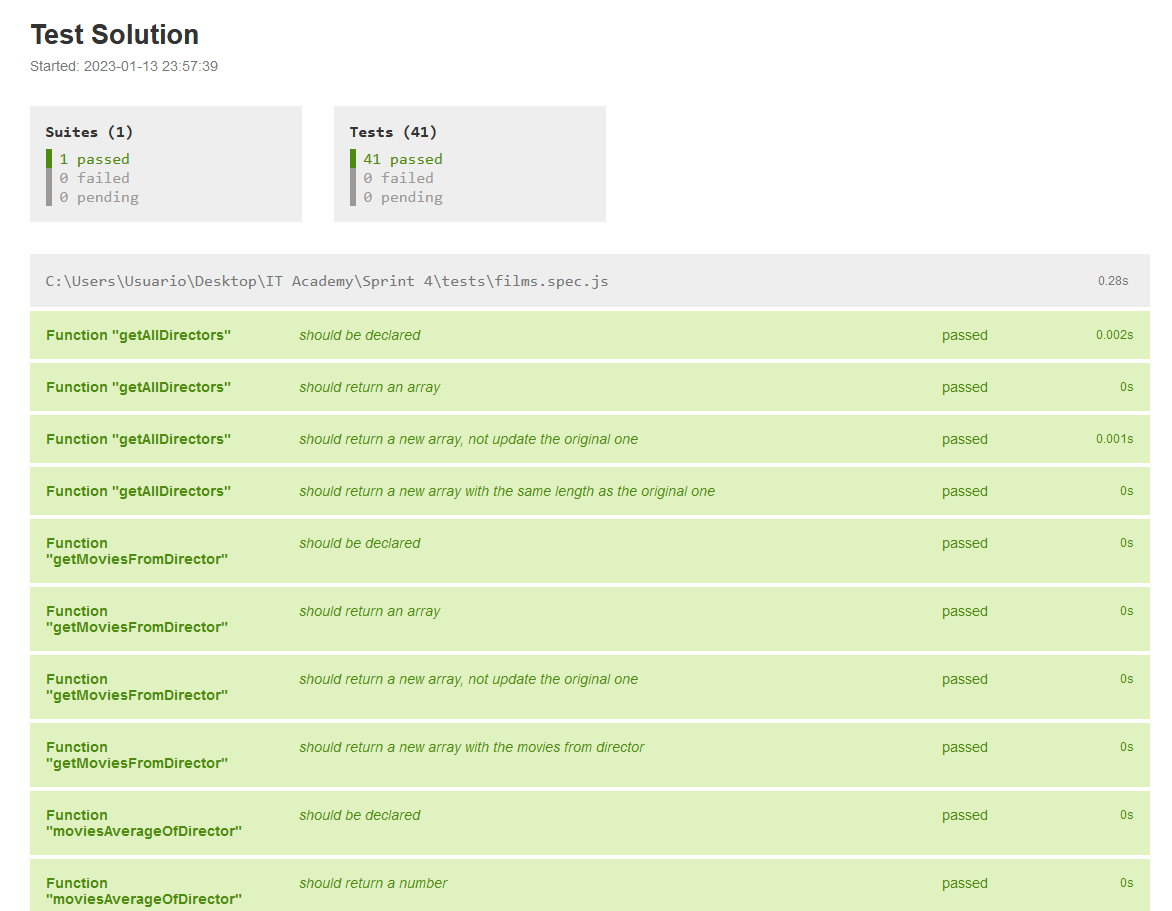 Test Solution
Started: 2023-01-13 23:57:39
Suites (1)
1 passed
0 failed
0 pending
Tests (41)
41 passed
0 failed
0 pending
C:\Users\Usuario\Desktop\IT Academy\Sprint 4\tests\films.spec.js 0.28s
Function "getAllDirectors" should be declared passed 0.002s
Function "getAllDirectors" should return an array passed 0s
Function "getAllDirectors" should return a new array, not update the original one passed 0.001s
Function "getAllDirectors" should return a new array with the same length as the original one passed 0s
Function should be declared passed 0s
"getMoviesFromDirector"
Function should return an array passed 0s
"getMoviesFromDirector"
Function should return a new array, not update the original one passed 0s
"getMoviesFromDirector"
Function should return a new array with the movies from director passed 0s
"getMoviesFromDirector"
Function should be declared passed 0s
"moviesAverageOfDirector"
Function should return a number passed 0s
"moviesAverageOfDirector"